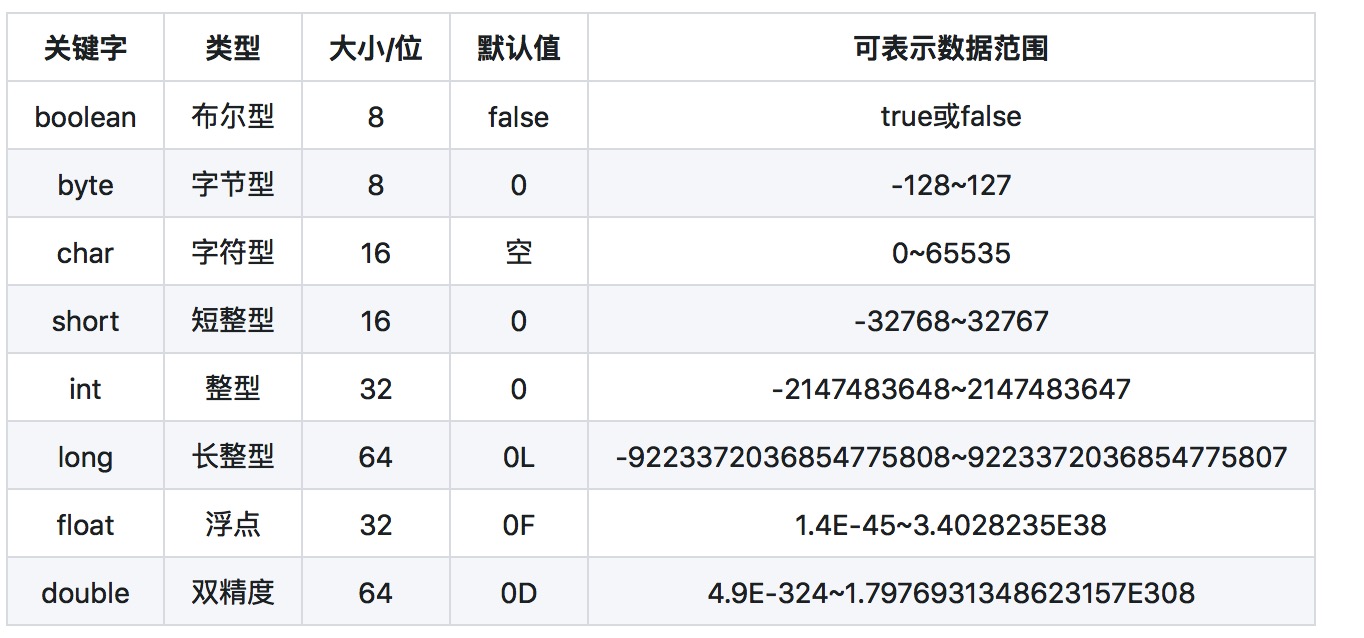 关键字 类型 大小/位 默认值 可表示数据范围
boolean 布尔型 8 false true或false
byte 字节型 8 0 -128~127
char 字符型 16 空 0~65535
short 短整型 16 0 -32768~32767
int 整型 32 0 -2147483648~2147483647
long 长整型 64 0L -9223372036854775808~9223372036854775807
float 浮点 32 0F 1.4E-45~3.4028235E38
double 双精度 64 0D 4.9E-324~1.7976931348623157E308